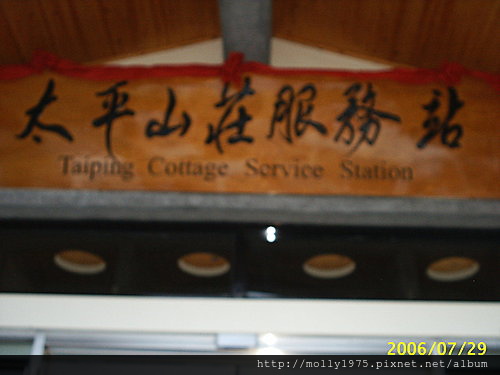 太平山莊服務站
Taiping Cottage Service Station
2006/07/29
http://molly1975.pixnet.net/album